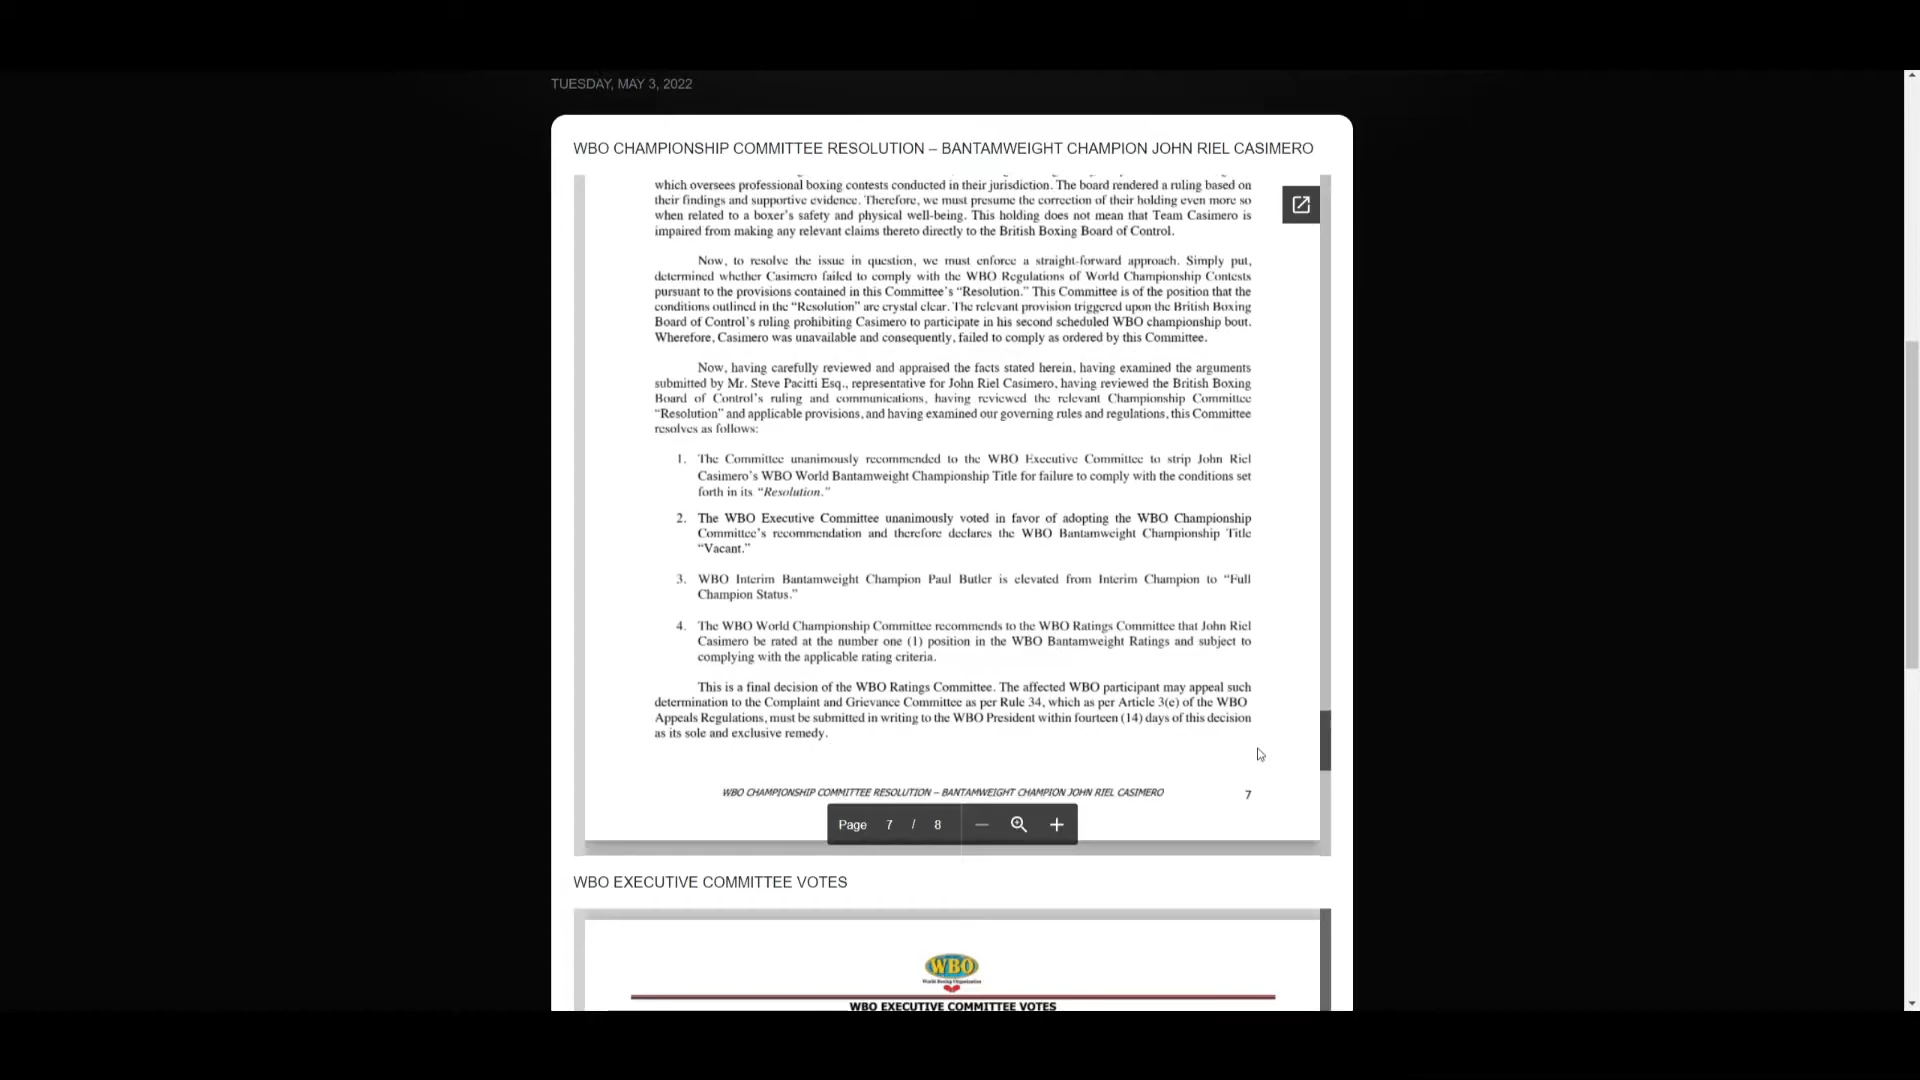 TUESDAY, MAY 3, 2022
WBO CHAMPIONSHIP COMMITTEE RESOLUTION – BANTAMWEIGHT CHAMPION JOHN RIEL CASIMERO
which oversees professional boxing contests conducted in their jurisdiction. The board rendered a ruling based on
their findings and supportive evidence. Therefore, we must presume the correction of their holding even more so
when related to a boxer's safety and physical well-being. This holding does not mean that Team Casimero is
impaired from making any relevant claims thereto directly to the British Boxing Board of Control.
Now, to resolve the issue in question, we must enforce a straight-forward approach. Simply put,
determined whether Casimero failed to comply with the WBO Regulations of World Championship Contests
pursuant to the provisions contained in this Committee's “Resolution.” This Committee is of the position that the
conditions outlined in the “Resolution” are crystal clear. The relevant provision triggered upon the British Boxing
Board of Control's ruling prohibiting Casimero to participate in his second scheduled WBO championship bout.
Wherefore, Casimero was unavailable and consequently, failed to comply as ordered by this Committee.
Now, having carefully reviewed and appraised the facts stated herein, having examined the arguments
submitted by Mr. Steve Pacitti Esq., representative for John Riel Casimero, having reviewed the British Boxing
Board of Control's ruling and communications, having reviewed the relevant Championship Committee
“Resolution” and applicable provisions, and having examined our governing rules and regulations, this Committee
resolves as follows:
1. The Committee unanimously recommended to the WBO Executive Committee to strip John Riel
Casimero's WBO World Bantamweight Championship Title for failure to comply with the conditions set
forth in its “Resolution.”
2. The WBO Executive Committee unanimously voted in favor of adopting the WBO Championship
Committee's recommendation and therefore declares the WBO Bantamweight Championship Title
“Vacant.”
3. WBO Interim Bantamweight Champion Paul Butler is elevated from Interim Champion to “Full
Champion Status.”
4. The WBO World Championship Committee recommends to the WBO Ratings Committee that John Riel
Casimero be rated at the number one (1) position in the WBO Bantamweight Ratings and subject to
complying with the applicable rating criteria.
This is a final decision of the WBO Ratings Committee. The affected WBO participant may appeal such
determination to the Complaint and Grievance Committee as per Rule 34, which as per Article 3(e) of the WBO
Appeals Regulations, must be submitted in writing to the WBO President within fourteen (14) days of this decision
as its sole and exclusive remedy.
WBO CHAMPIONSHIP COMMITTEE RESOLUTION – BANTAMWEIGHT CHAMPION JOHN RIEL CASIMERO 7
Page 7 / 8
WBO EXECUTIVE COMMITTEE VOTES
WBO
World Boxing Organization
WBO EXECUTIVE COMMITTEE VOTES